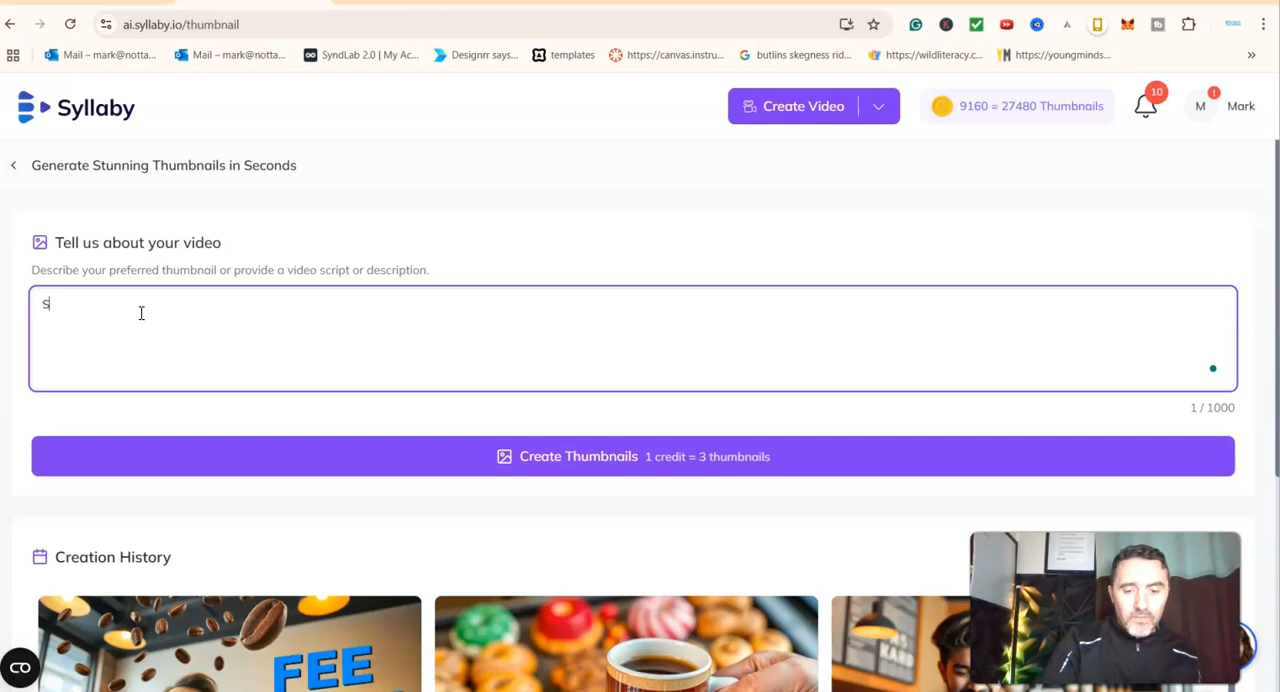 ai.syllaby.io/thumbnail
Mail – mark@notta...
Mail – mark@notta...
SyndLab 2.0 | My Ac...
Designrr says...
templates
https://canvas.instru...
butlins skegness rid...
https://wildliteracy.c...
https://youngminds...
»
Syllaby
Create Video
9160 = 27480 Thumbnails
10
M
!
Mark
Generate Stunning Thumbnails in Seconds
Tell us about your video
Describe your preferred thumbnail or provide a video script or description.
S
1 / 1000
Create Thumbnails 1 credit = 3 thumbnails
Creation History
FEE